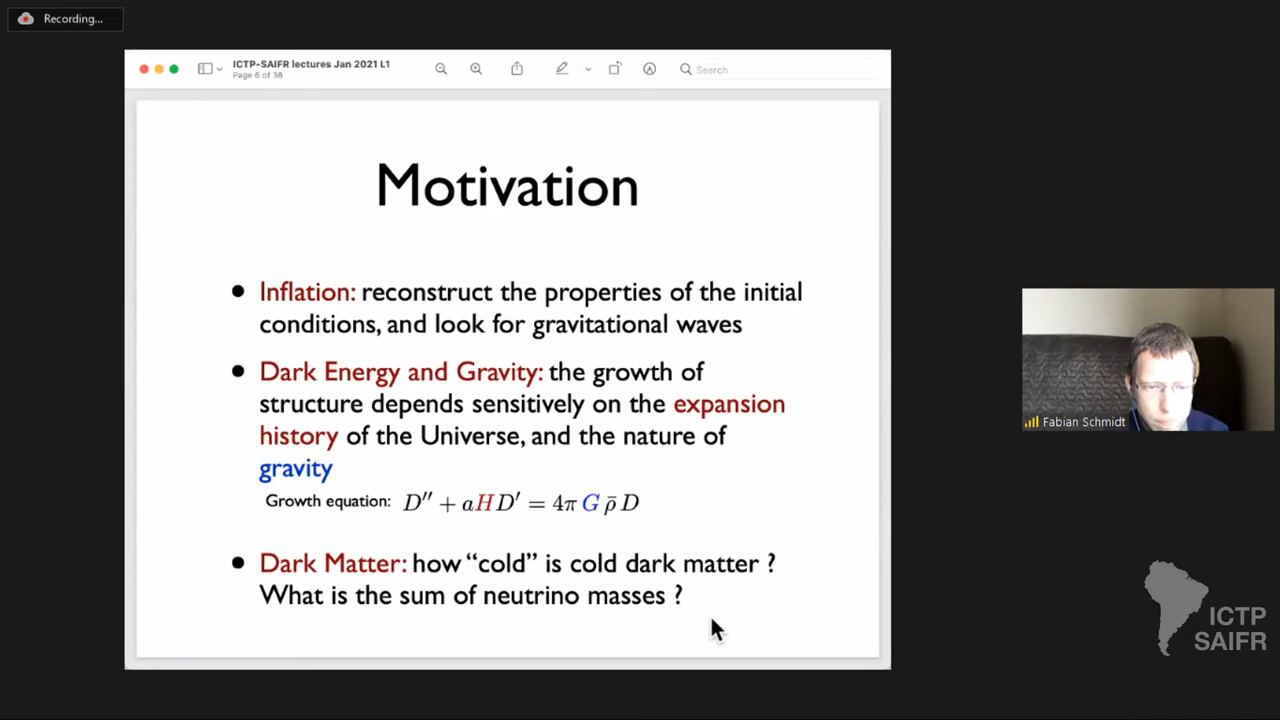 Recording...
ICTP-SAIFR lectures Jan 2021 L1
Page 6 of 38
Search
Motivation
• Inflation: reconstruct the properties of the initial
conditions, and look for gravitational waves
• Dark Energy and Gravity: the growth of
structure depends sensitively on the expansion
history of the Universe, and the nature of
gravity
Growth equation: D′′ + aHD′ = 4πG ρ̄ D
• Dark Matter: how “cold” is cold dark matter ?
What is the sum of neutrino masses ?
Fabian Schmidt
ICTP
SAIFR